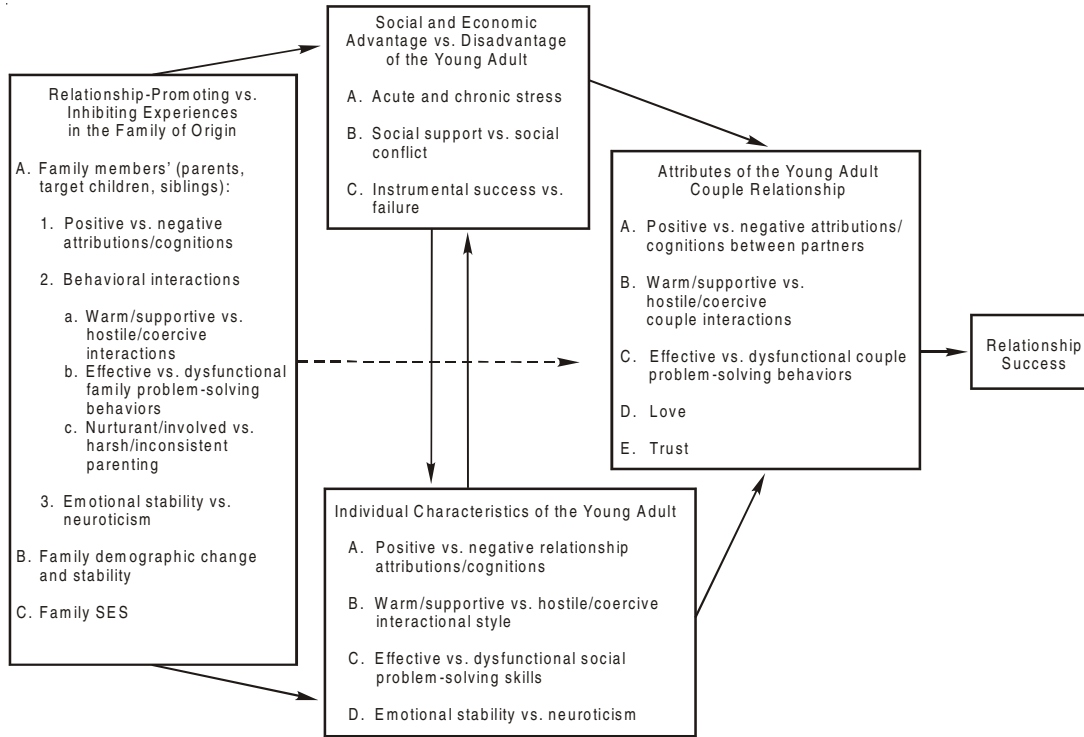 Relationship-Promoting vs.
Inhibiting Experiences
in the Family of Origin
A. Family members' (parents,
target children, siblings):
1. Positive vs. negative
attributions/cognitions
2. Behavioral interactions
a. Warm/supportive vs.
hostile/coercive
interactions
b. Effective vs. dysfunctional
family problem-solving
behaviors
c. Nurturant/involved vs.
harsh/inconsistent
parenting
3. Emotional stability vs.
neuroticism
B. Family demographic change
and stability
C. Family SES
Social and Economic
Advantage vs. Disadvantage
of the Young Adult
A. Acute and chronic stress
B. Social support vs. social
conflict
C. Instrumental success vs.
failure
Individual Characteristics of the Young Adult
A. Positive vs. negative relationship
attributions/cognitions
B. Warm/supportive vs. hostile/coercive
interactional style
C. Effective vs. dysfunctional social
problem-solving skills
D. Emotional stability vs. neuroticism
Attributes of the Young Adult
Couple Relationship
A. Positive vs. negative attributions/
cognitions between partners
B. Warm/supportive vs.
hostile/coercive
couple interactions
C. Effective vs. dysfunctional couple
problem-solving behaviors
D. Love
E. Trust
Relationship
Success